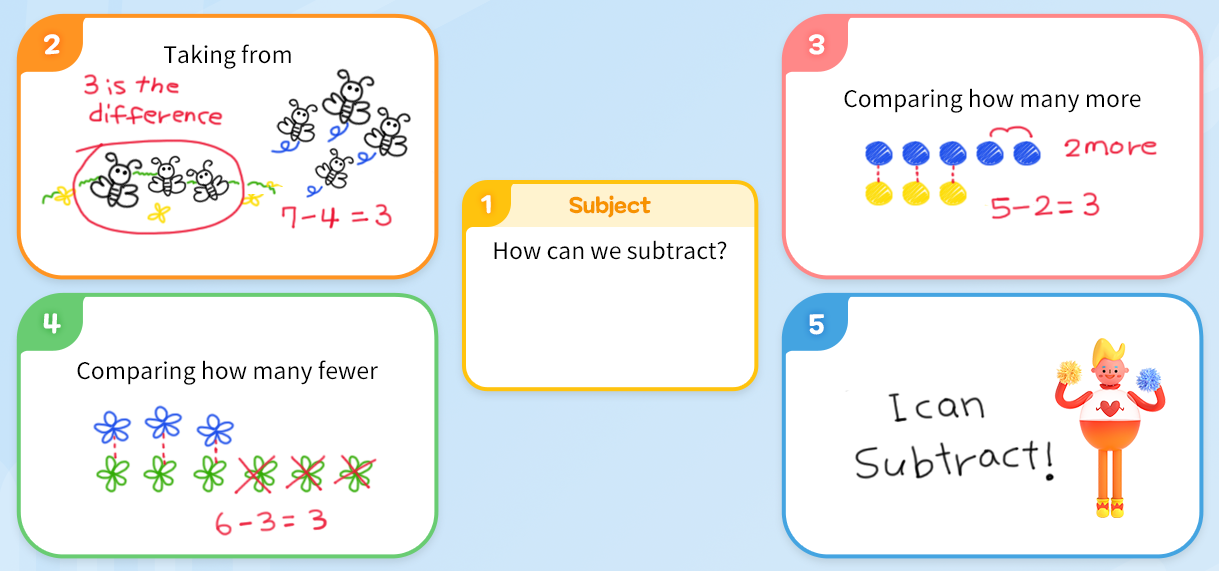 1
Subject
How can we subtract?
2
Taking from
3 is the
difference
7-4=3
3
Comparing how many more
2more
5-2=3
4
Comparing how many fewer
6-3=3
5
I can
Subtract!